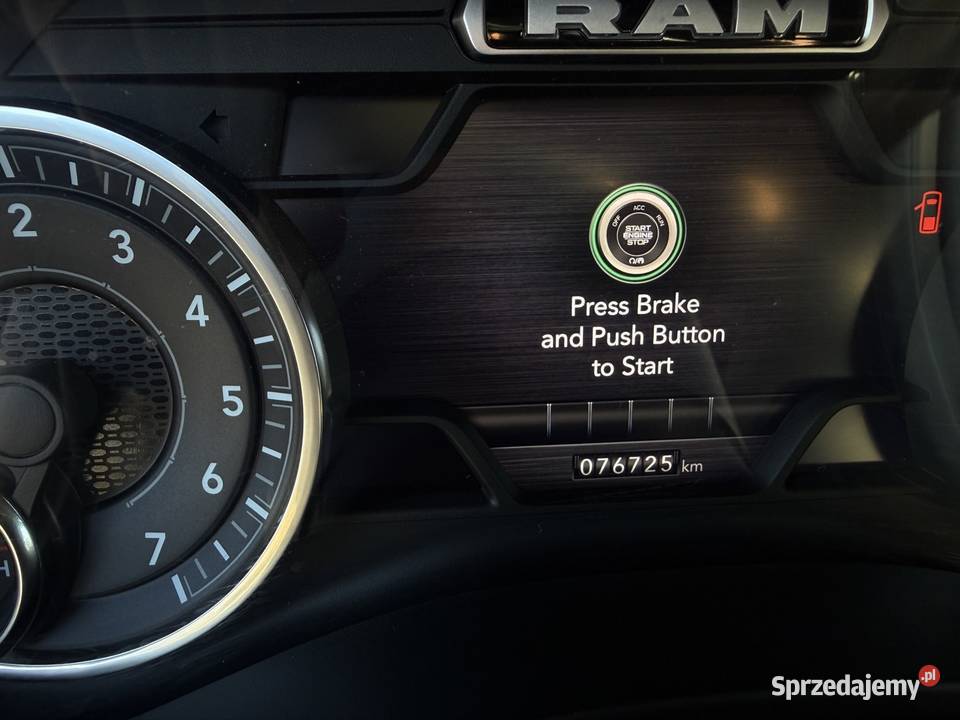 RAM
2
3
4
5
6
7
H
OFF
ACC
RUN
START
ENGINE
STOP
Press Brake
and Push Button
to Start
076725 km
Sprzedajemy.pl